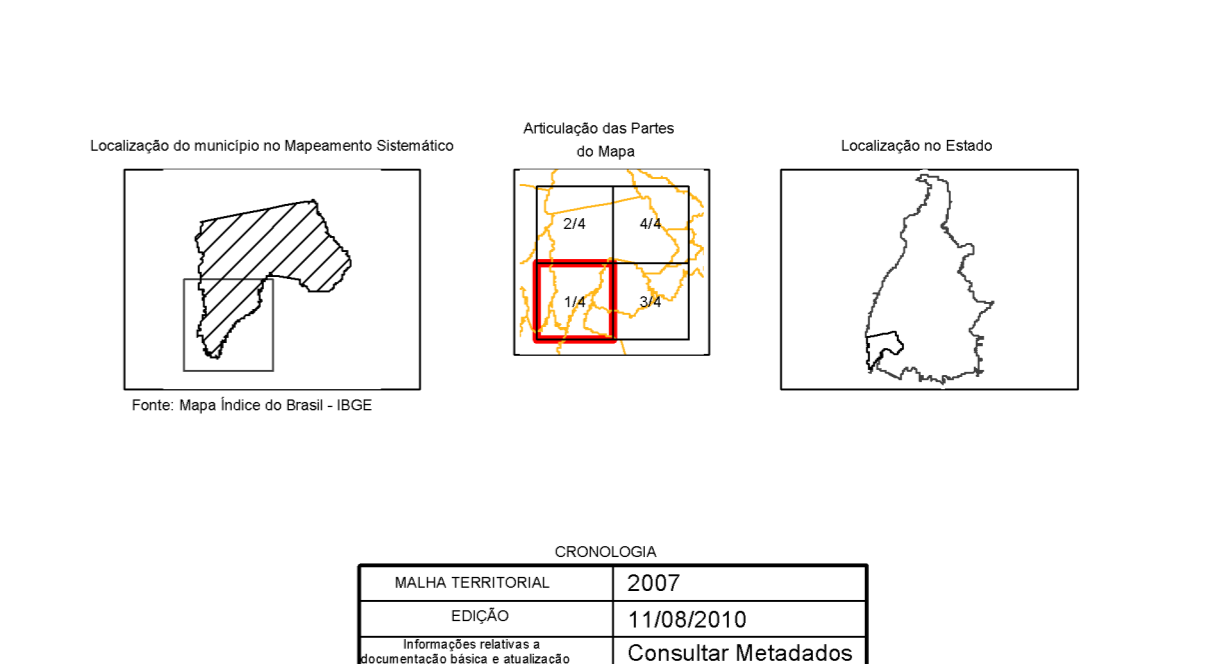 Articulação das Partes
do Mapa
Localização do município no Mapeamento Sistemático
Localização no Estado
2/4
4/4
1/4
3/4
Fonte: Mapa Índice do Brasil - IBGE
CRONOLOGIA
MALHA TERRITORIAL
2007
EDIÇÃO
11/08/2010
Informações relativas a
documentação básica e atualização
Consultar Metadados